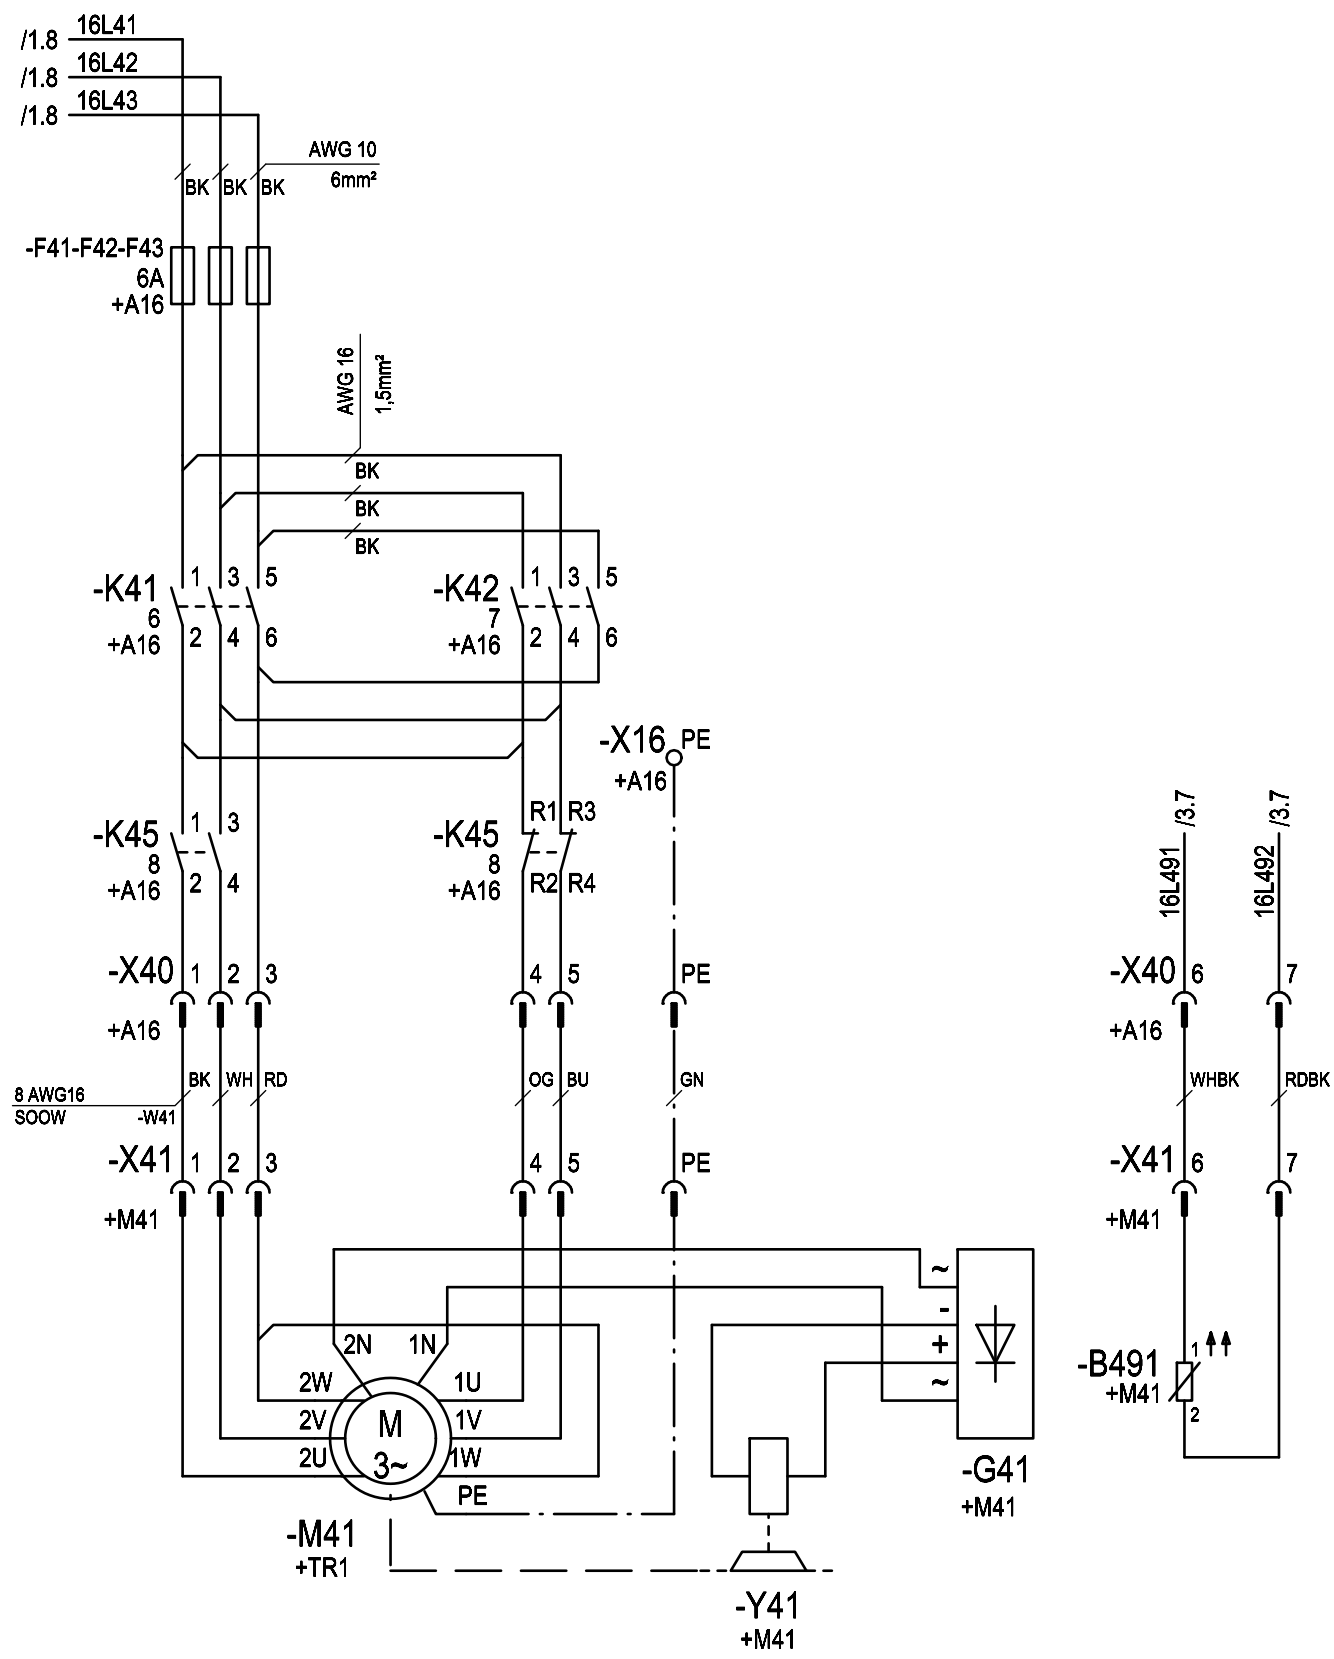 /1.8 16L41
/1.8 16L42
/1.8 16L43
AWG 10
6mm²
BK BK BK
-F41-F42-F43
6A
+A16
AWG 16
1,5mm²
BK
BK
BK
-K41 1 3 5
6
+A16 2 4 6
-K42 1 3 5
7
+A16 2 4 6
-X16 PE
+A16
-K45 1 3
8
+A16 2 4
-K45 R1 R3
8
+A16 R2 R4
/3.7 /3.7
16L491 16L492
-X40 1 2 3 4 5 PE
+A16
-X40 6 7
+A16
BK WH RD OG BU GN
WHBK RDBK
8 AWG16
SOOW -W41
-X41 1 2 3 4 5 PE
+M41
-X41 6 7
+M41
~
-
+
~
2N 1N
2W 1U
2V M 1V
2U 3~ 1W
PE
-B491 1
+M41
2
-G41
+M41
-M41
+TR1
-Y41
+M41